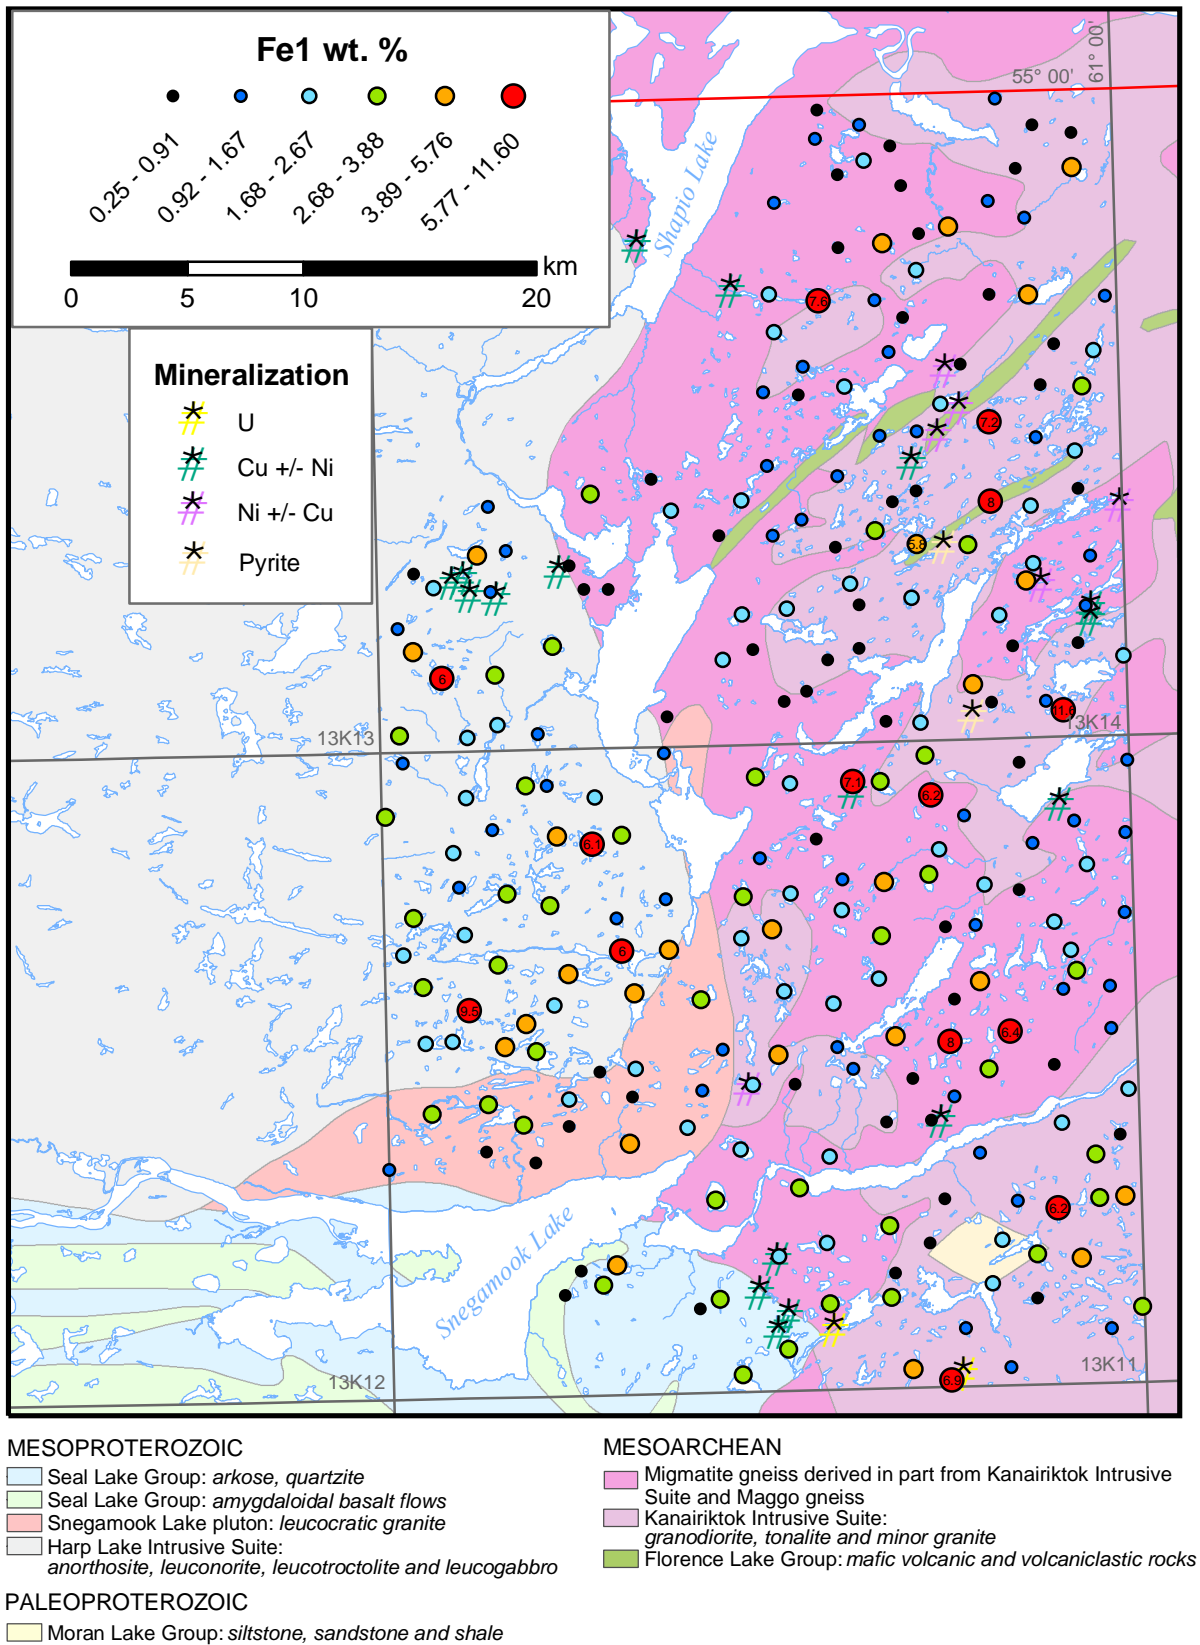 Fe1 wt. %
0.25 - 0.91
0.92 - 1.67
1.68 - 2.67
2.68 - 3.88
3.89 - 5.76
5.77 - 11.60
km
0 5 10 20
Mineralization
U
Cu +/- Ni
Ni +/- Cu
Pyrite
55° 00'
61° 00'
Shapio Lake
7.6
7.2
8
5.8
6
11.6
13K13
13K14
7.1
6.2
6.1
6
9.5
6.4
8
6.2
Snegamook Lake
13K12
13K11
6.9
MESOPROTEROZOIC
Seal Lake Group: arkose, quartzite
Seal Lake Group: amygdaloidal basalt flows
Snegamook Lake pluton: leucocratic granite
Harp Lake Intrusive Suite:
anorthosite, leuconorite, leucotroctolite and leucogabbro
PALEOPROTEROZOIC
Moran Lake Group: siltstone, sandstone and shale
MESOARCHEAN
Migmatite gneiss derived in part from Kanairiktok Intrusive
Suite and Maggo gneiss
Kanairiktok Intrusive Suite:
granodiorite, tonalite and minor granite
Florence Lake Group: mafic volcanic and volcaniclastic rocks